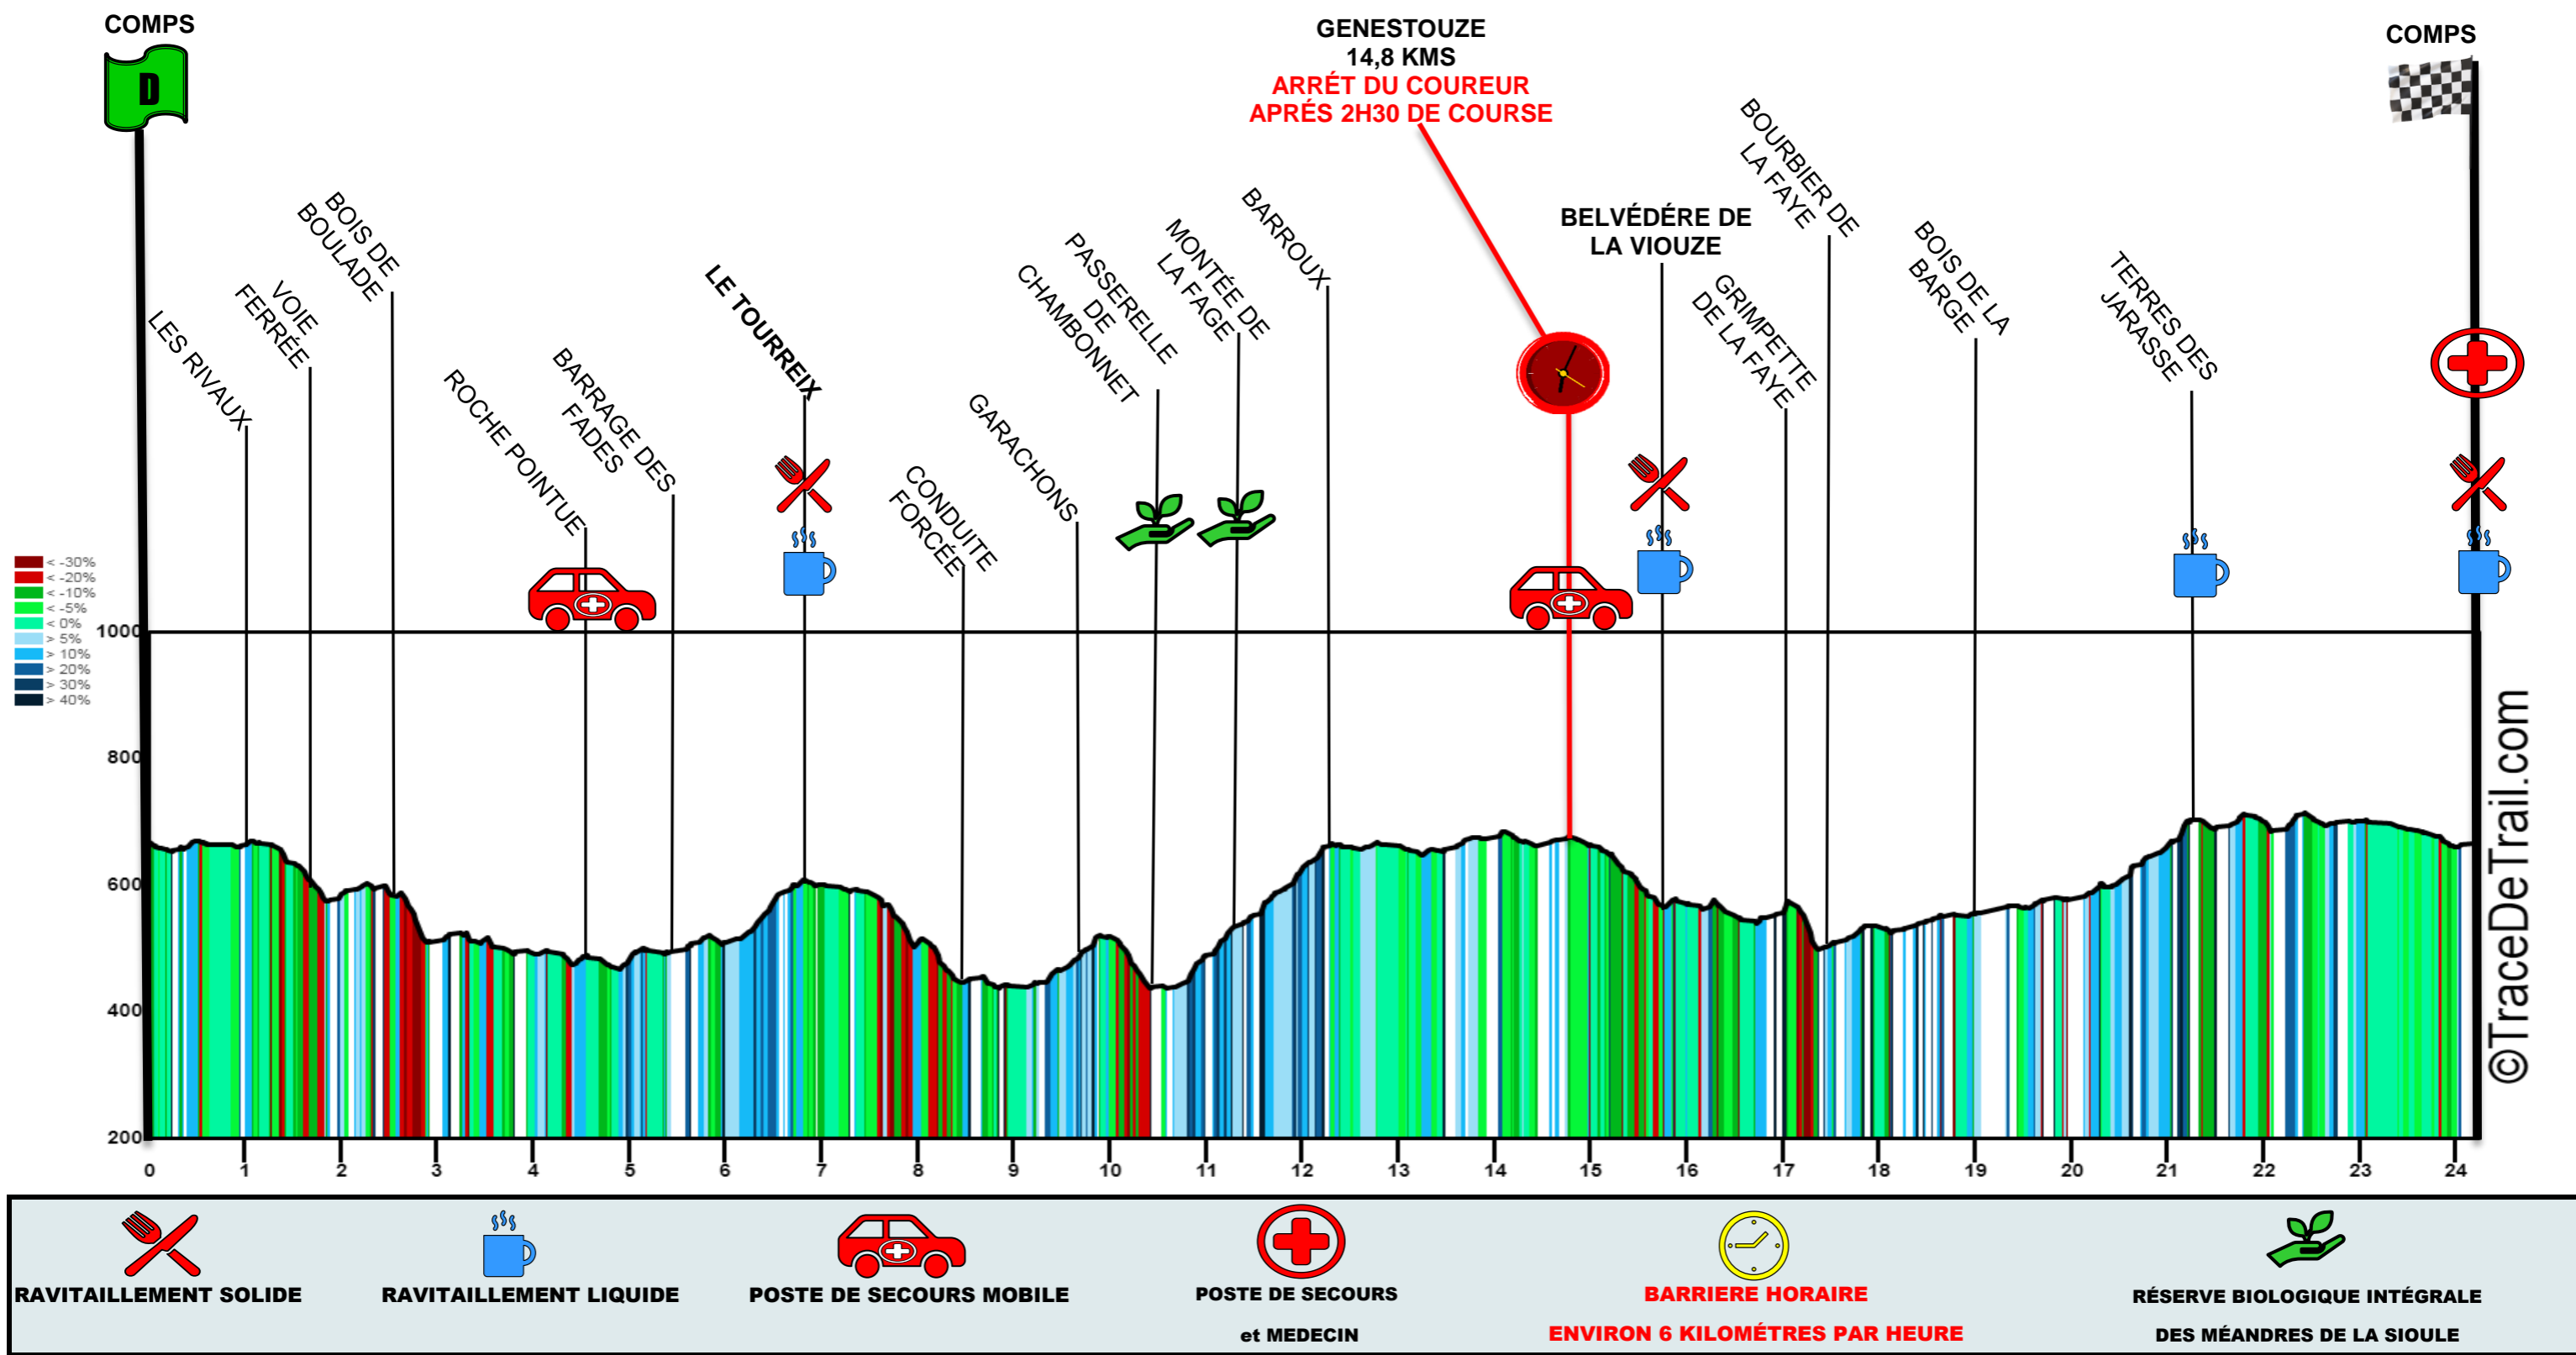 COMPS
D
GENESTOUZE
14,8 KMS
ARRÉT DU COUREUR
APRÉS 2H30 DE COURSE
COMPS
LES RIVAUX
VOIE
FERRÉE
BOIS DE
BOULADE
ROCHE POINTUE
BARRAGE DES
FADES
LE TOURREIX
CONDUITE
FORCÉE
GARACHONS
PASSERELLE
DE
CHAMBONNET
MONTÉE DE
LA FAGE
BARROUX
BELVÉDÉRE DE
LA VIOUZE
GRIMPETTE
DE LA FAYE
BOURBIER DE
LA FAYE
BOIS DE LA
BARGE
TERRES DES
JARASSE
< -30%
< -20%
< -10%
< -5%
< 0%
> 5%
> 10%
> 20%
> 30%
> 40%
1000
800
600
400
200
0 1 2 3 4 5 6 7 8 9 10 11 12 13 14 15 16 17 18 19 20 21 22 23 24
©TraceDeTrail.com
RAVITAILLEMENT SOLIDE
RAVITAILLEMENT LIQUIDE
POSTE DE SECOURS MOBILE
POSTE DE SECOURS
et MEDECIN
BARRIERE HORAIRE
ENVIRON 6 KILOMÉTRES PAR HEURE
RÉSERVE BIOLOGIQUE INTÉGRALE
DES MÉANDRES DE LA SIOULE